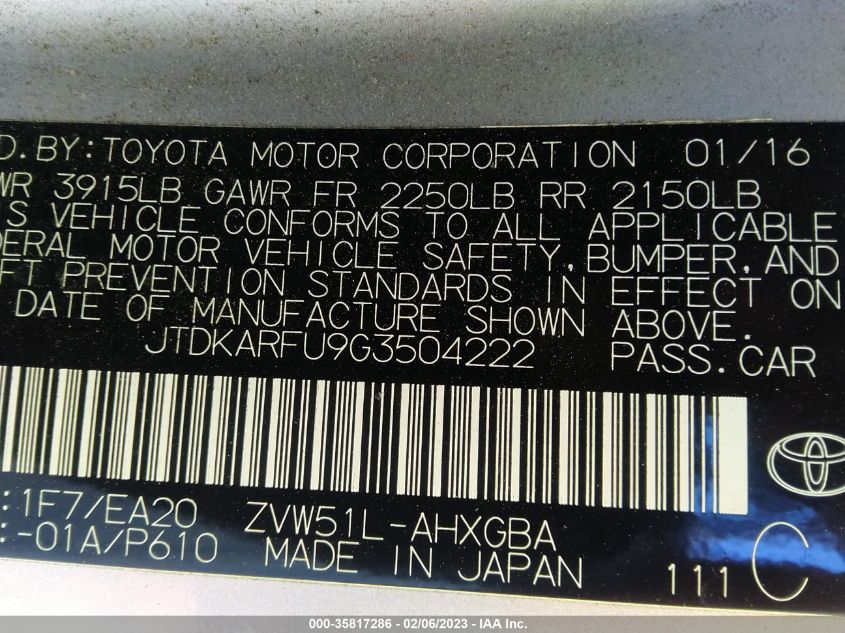 D. BY: TOYOTA MOTOR CORPORATION 01/16
WR 3915LB GAWR FR 2250LB RR 2150LB
S VEHICLE CONFORMS TO ALL APPLICABLE
DERAL MOTOR VEHICLE SAFETY, BUMPER, AND
FT PREVENTION STANDARDS IN EFFECT ON
DATE OF MANUFACTURE SHOWN ABOVE.
JTDKARFU9G3504222 PASS. CAR
:1F7/EA20 ZVW51L-AHXGBA
:-01A/P610 MADE IN JAPAN 111 C
000-35817286 - 02/06/2023 - IAA Inc.